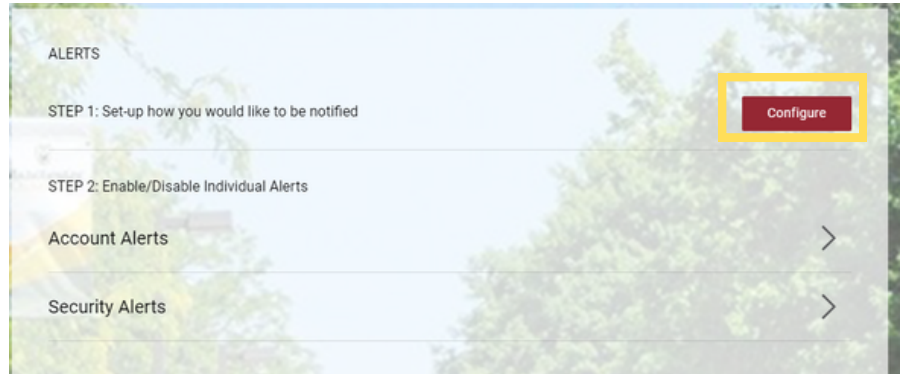 ALERTS
STEP 1: Set-up how you would like to be notified
Configure
STEP 2: Enable/Disable Individual Alerts
Account Alerts
Security Alerts